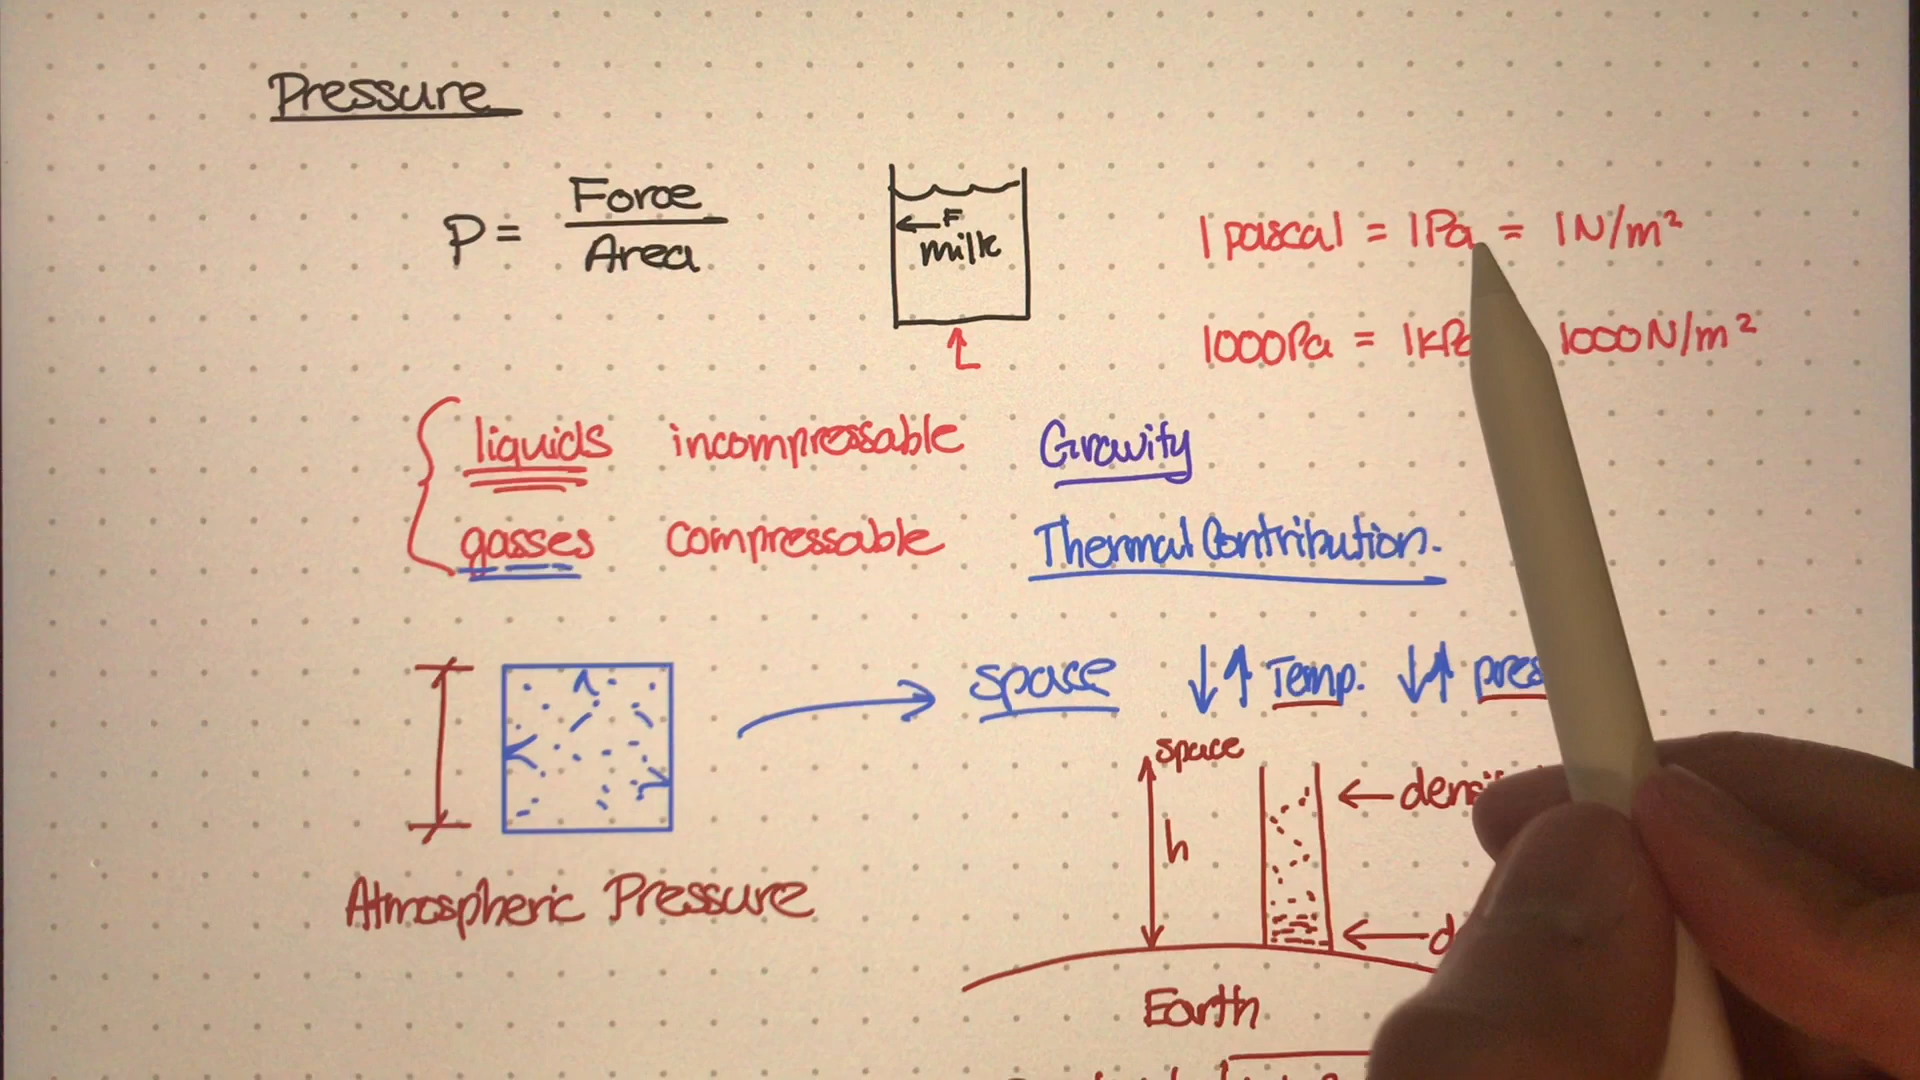 Pressure
P = Force
Area
F
milk
1 pascal = 1Pa = 1N/m²
1000Pa = 1kPa 1000N/m²
liquids incompressable Gravity
gasses compressable Thermal Contribution.
space ↓↑ Temp. ↓↑
space
h
Atmospheric Pressure
Earth